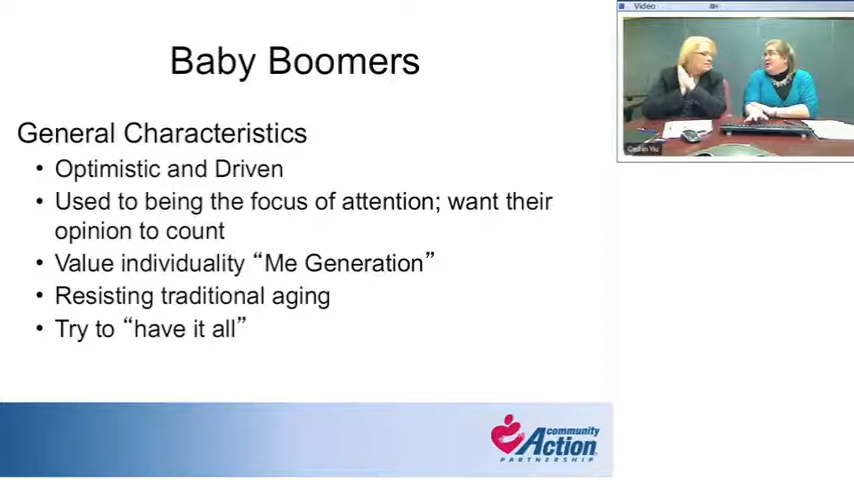 Video
Baby Boomers
General Characteristics
• Optimistic and Driven
• Used to being the focus of attention; want their
opinion to count
• Value individuality “Me Generation”
• Resisting traditional aging
• Try to “have it all”
community
Action
PARTNERSHIP